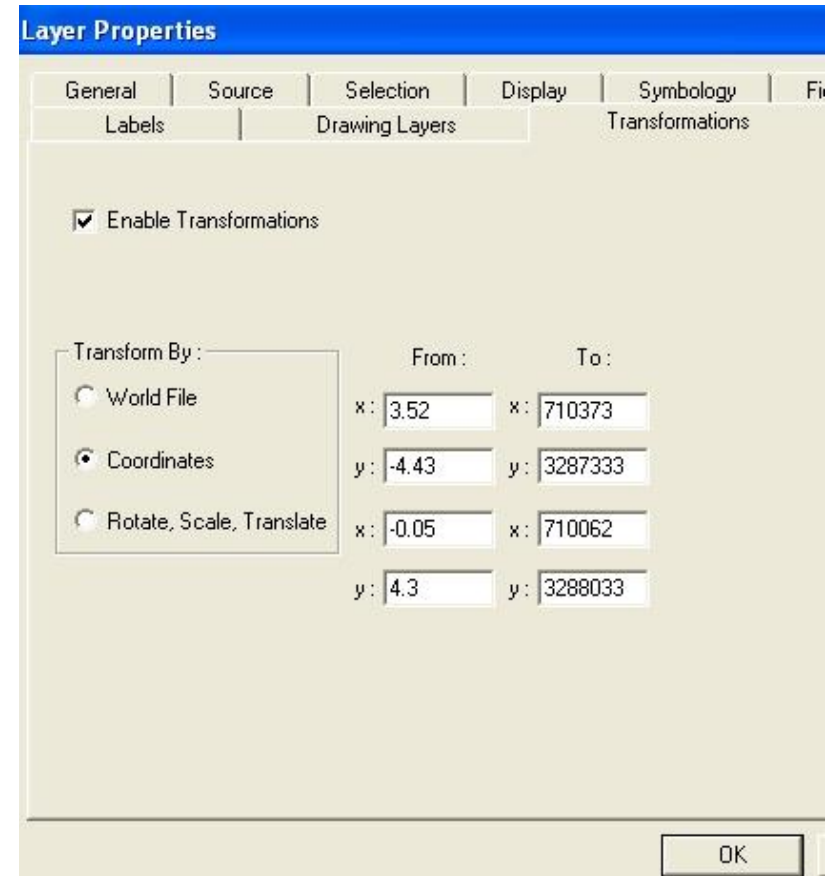 Layer Properties
General Source Selection Display Symbology
Labels Drawing Layers Transformations
Enable Transformations
Transform By : From : To :
World File x : 3.52 x : 710373
Coordinates y : -4.43 y : 3287333
Rotate, Scale, Translate x : -0.05 x : 710062
y : 4.3 y : 3288033
OK